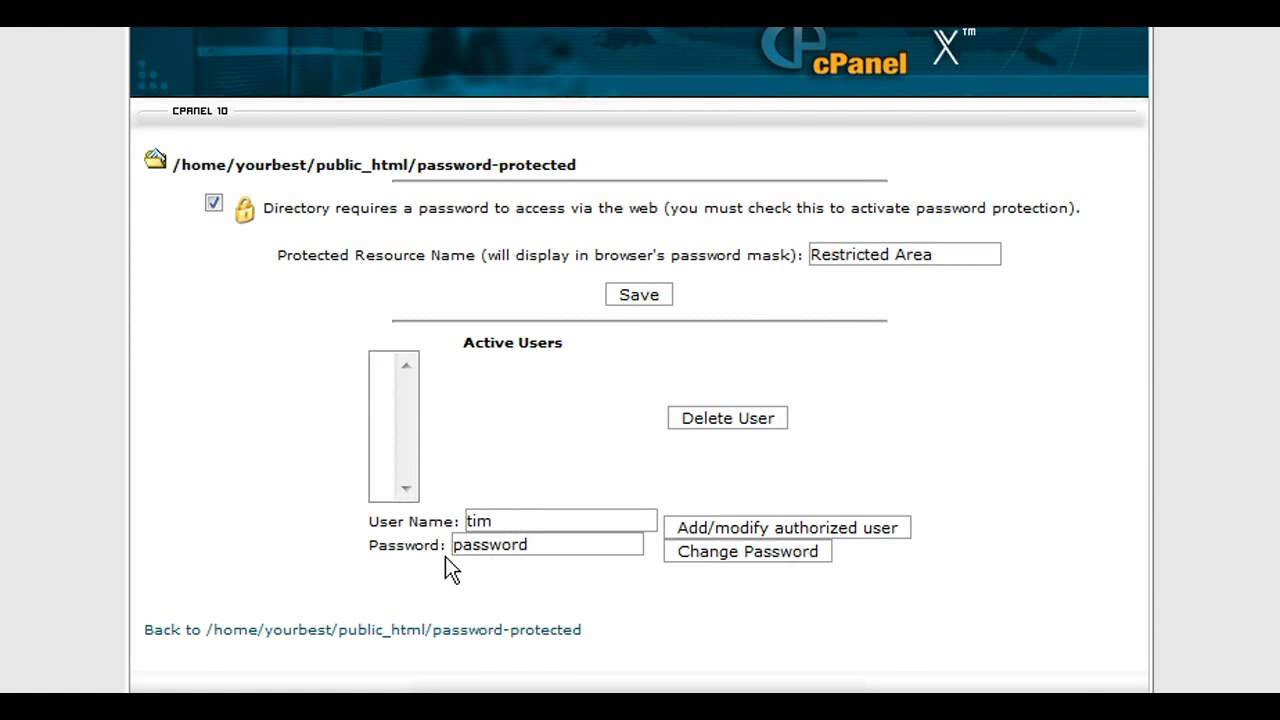 cPanel X™
CPANEL 10
/home/yourbest/public_html/password-protected
Directory requires a password to access via the web (you must check this to activate password protection).
Protected Resource Name (will display in browser's password mask): Restricted Area
Save
Active Users
Delete User
User Name: tim Add/modify authorized user
Password: password Change Password
Back to /home/yourbest/public_html/password-protected